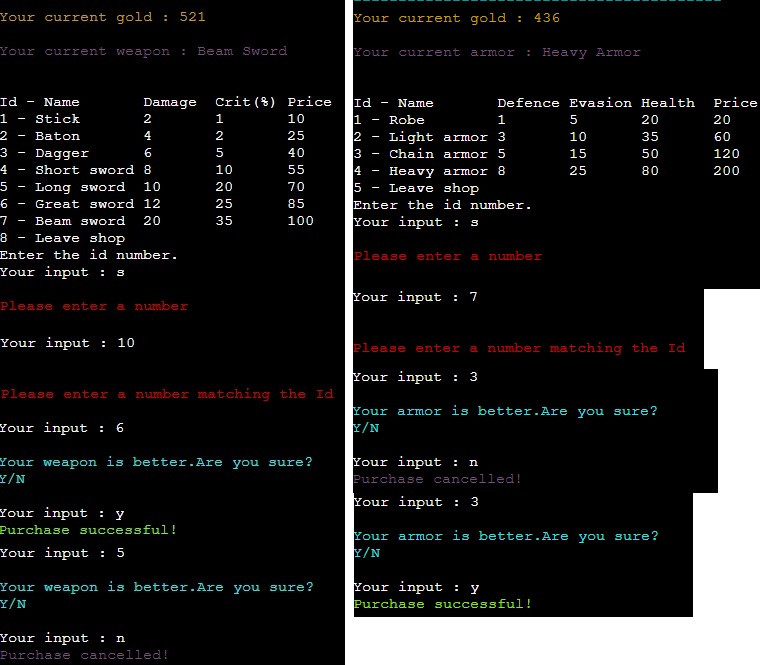 Your current gold : 521
Your current weapon : Beam Sword
Id - Name Damage Crit(%) Price
1 - Stick 2 1 10
2 - Baton 4 2 25
3 - Dagger 6 5 40
4 - Short sword 8 10 55
5 - Long sword 10 20 70
6 - Great sword 12 25 85
7 - Beam sword 20 35 100
8 - Leave shop
Enter the id number.
Your input : s
Please enter a number
Your input : 10
Please enter a number matching the Id
Your input : 6
Your weapon is better.Are you sure?
Y/N
Your input : y
Purchase successful!
Your input : 5
Your weapon is better.Are you sure?
Y/N
Your input : n
Purchase cancelled!
Your current gold : 436
Your current armor : Heavy Armor
Id - Name Defence Evasion Health Price
1 - Robe 1 5 20 20
2 - Light armor 3 10 35 60
3 - Chain armor 5 15 50 120
4 - Heavy armor 8 25 80 200
5 - Leave shop
Enter the id number.
Your input : s
Please enter a number
Your input : 7
Please enter a number matching the Id
Your input : 3
Your armor is better.Are you sure?
Y/N
Your input : n
Purchase cancelled!
Your input : 3
Your armor is better.Are you sure?
Y/N
Your input : y
Purchase successful!